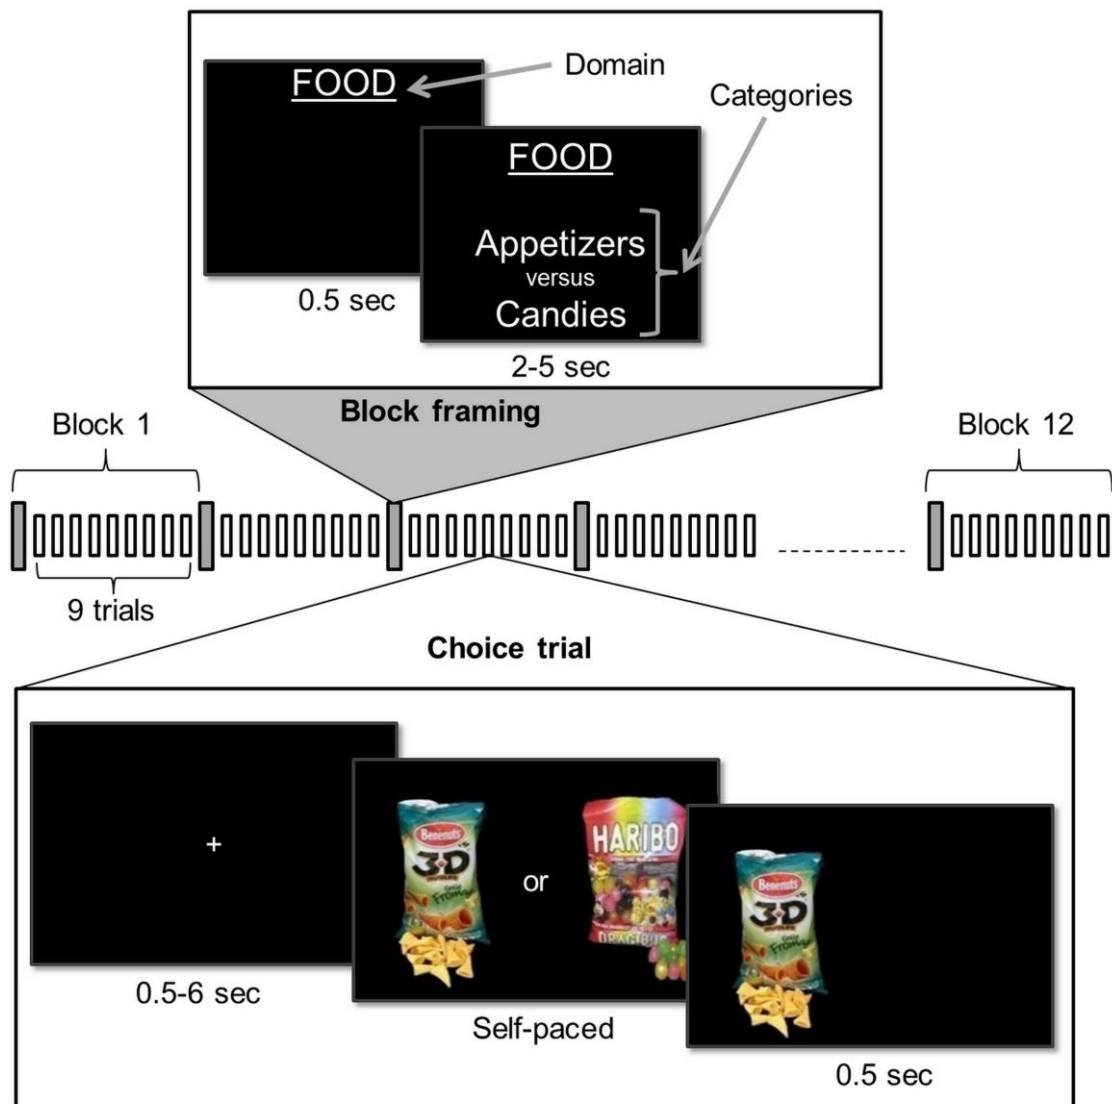 FOOD
Domain
Categories
FOOD
Appetizers
versus
Candies
0.5 sec
2-5 sec
Block framing
Block 1
Block 12
9 trials
Choice trial
+
Benenuts
3D
HARIBO
or
Benenuts
3D
0.5-6 sec
Self-paced
0.5 sec